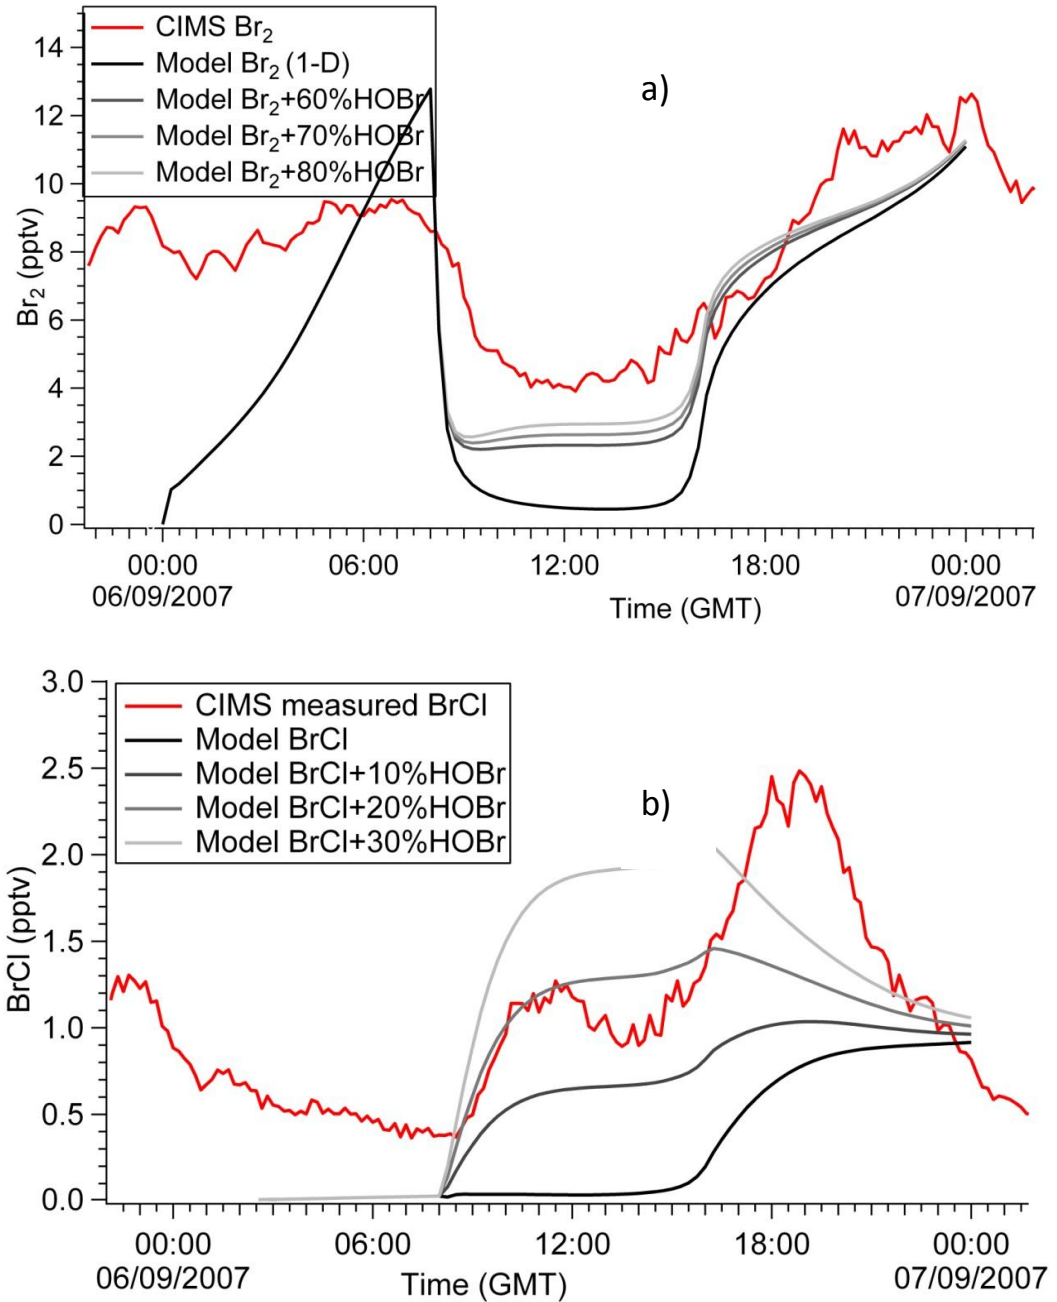 CIMS Br₂
Model Br₂ (1-D)
Model Br₂+60%HOBr
Model Br₂+70%HOBr
Model Br₂+80%HOBr
a)
14
12
10
8
6
4
2
0
Br₂ (pptv)
00:00 06:00 12:00 18:00 00:00
06/09/2007 07/09/2007
Time (GMT)
CIMS measured BrCl
Model BrCl
Model BrCl+10%HOBr
Model BrCl+20%HOBr
Model BrCl+30%HOBr
b)
3.0
2.5
2.0
1.5
1.0
0.5
0.0
BrCl (pptv)
00:00 06:00 12:00 18:00 00:00
06/09/2007 07/09/2007
Time (GMT)